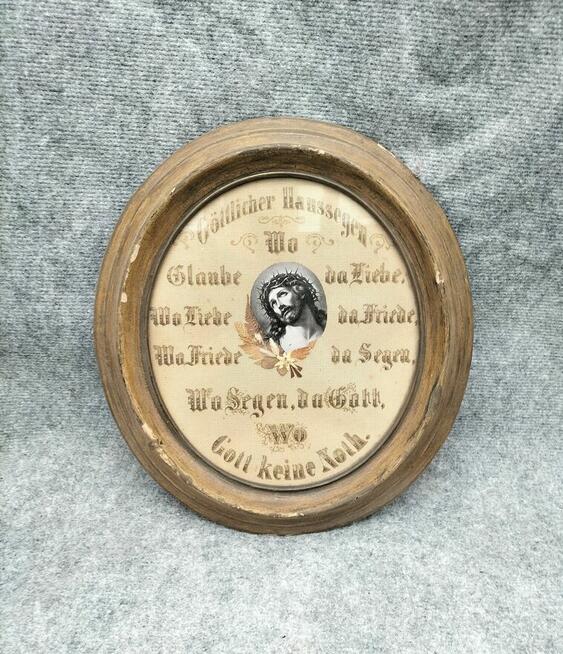 Göttlicher Haussegen
Wo
Glaube da Liebe,
Wo Liebe da Friede,
Wo Friede da Segen,
Wo Segen, da Gott,
Wo
Gott keine Noth.